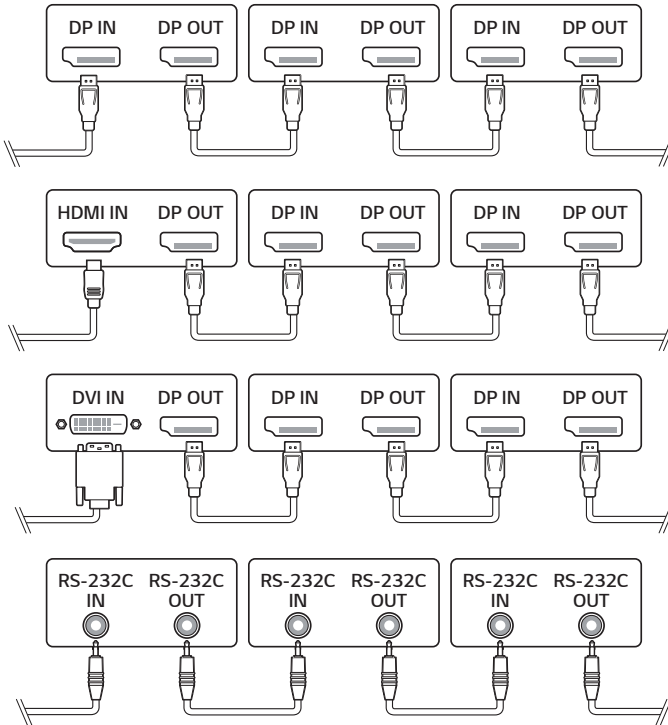 DP IN DP OUT DP IN DP OUT DP IN DP OUT
HDMI IN DP OUT DP IN DP OUT DP IN DP OUT
DVI IN DP OUT DP IN DP OUT DP IN DP OUT
RS-232C RS-232C RS-232C RS-232C RS-232C RS-232C
IN OUT IN OUT IN OUT